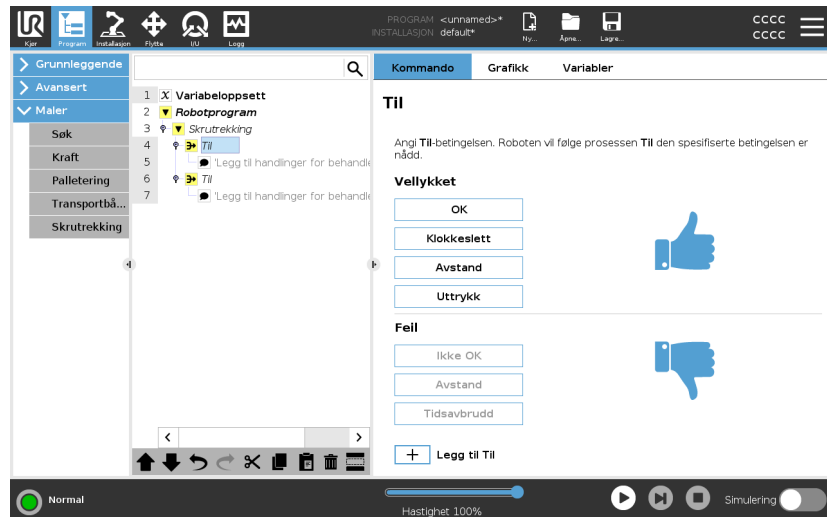 UR
PROGRAM <unnamed>*
INSTALLASJON default*
CCCC
CCCC
Kjør
Program
Installasjon
Flytte
I/U
Logg
Ny...
Åpne...
Lagre...
Grunnleggende
Avansert
Maler
Søk
Kraft
Palletering
Transportbå...
Skrutrekking
1 X Variabeloppsett
2 Robotprogram
3 Skrutrekking
4 Til
5 'Legg til handlinger for behandle
6 Til
7 'Legg til handlinger for behandle
Kommando
Grafikk
Variabler
Til
Angi Til-betingelsen. Roboten vil følge prosessen Til den spesifiserte betingelsen er
nådd.
Vellykket
OK
Klokkeslett
Avstand
Uttrykk
Feil
Ikke OK
Avstand
Tidsavbrudd
+ Legg til Til
Normal
Hastighet 100%
Simulering